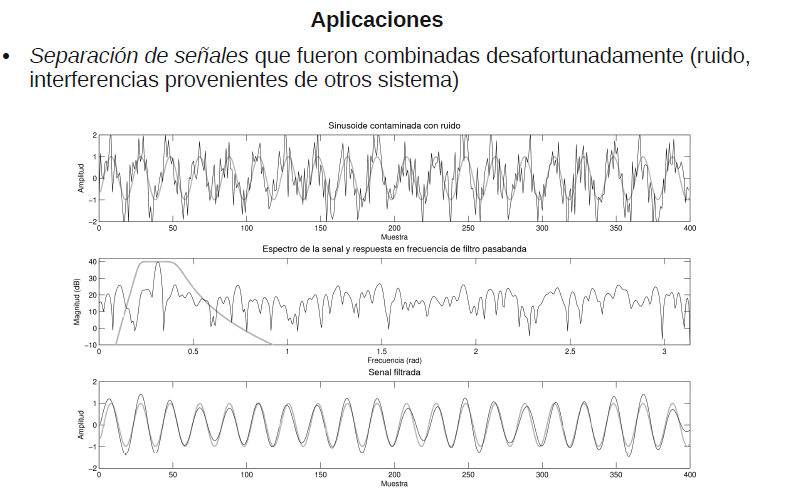 Aplicaciones
• Separación de señales que fueron combinadas desafortunadamente (ruido,
interferencias provenientes de otros sistema)
Sinusoide contaminada con ruido
2
1
0
−1
−2
Amplitud
0 50 100 150 200 250 300 350 400
Muestra
Espectro de la senal y respuesta en frecuencia de filtro pasabanda
40
30
20
10
0
−10
Magnitud (dB)
0 0.5 1 1.5 2 2.5 3
Frecuencia (rad)
Senal filtrada
2
1
0
−1
−2
Amplitud
0 50 100 150 200 250 300 350 400
Muestra